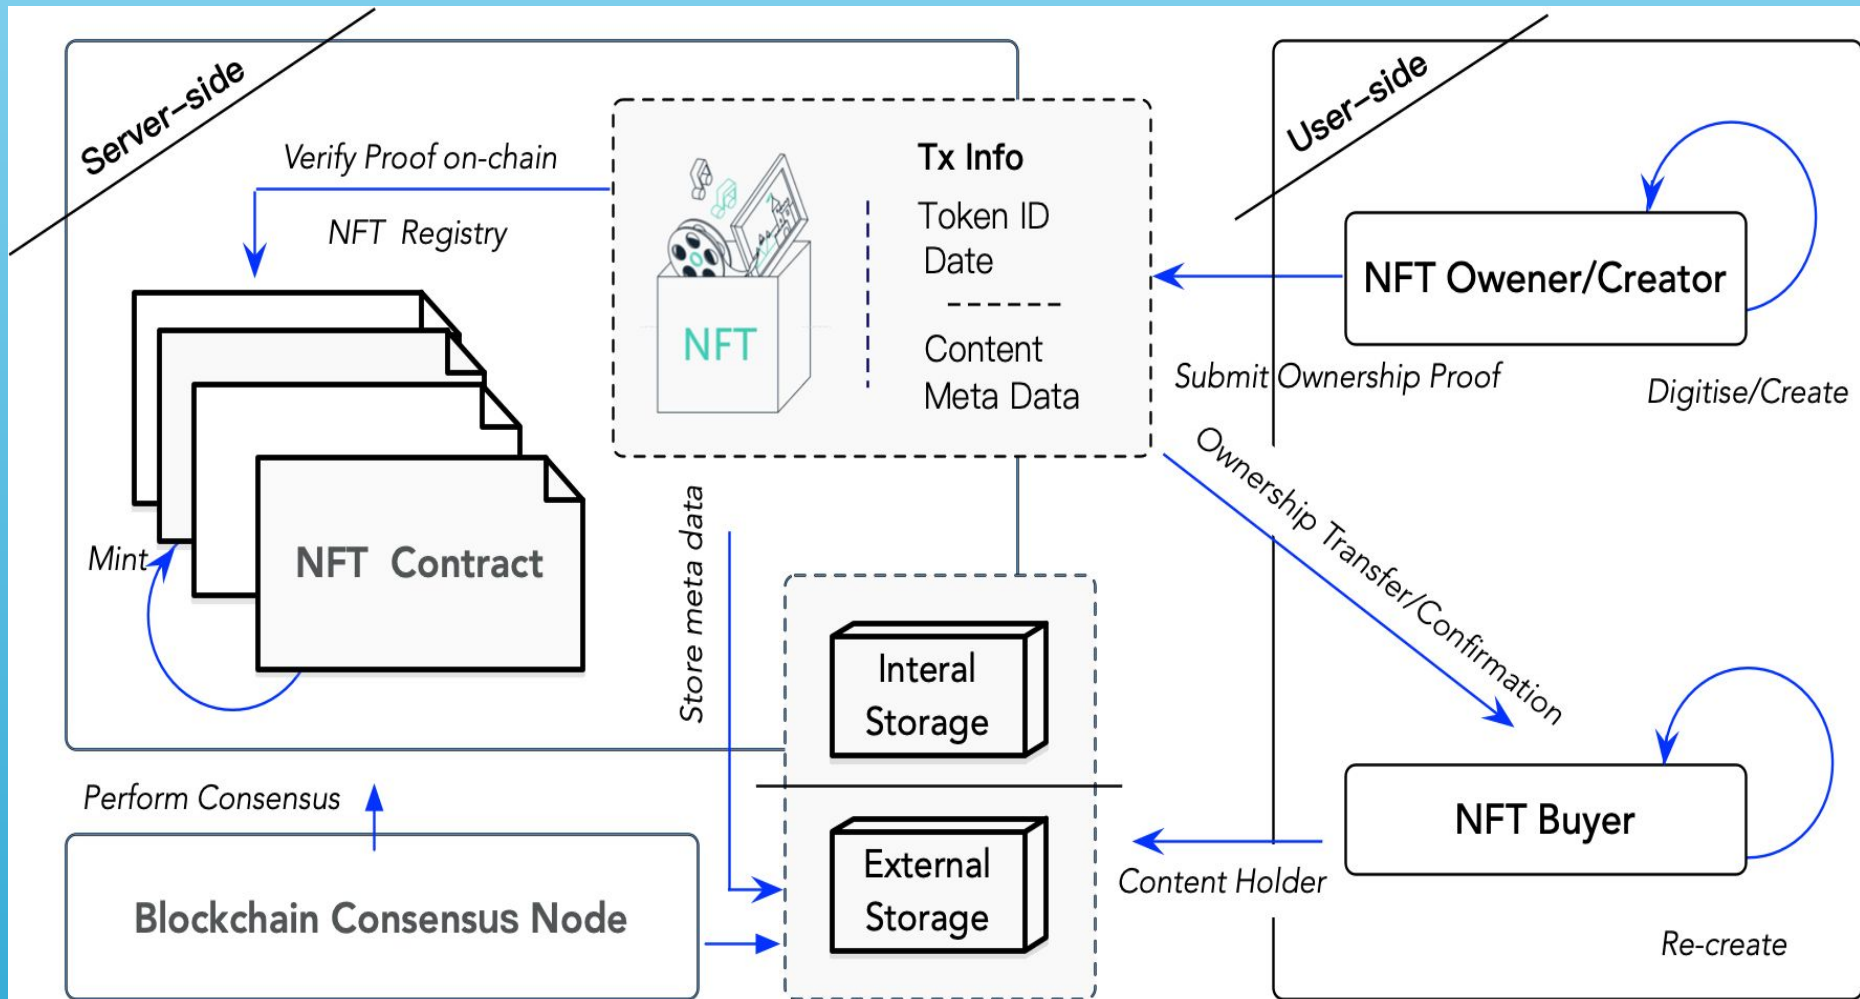 Server–side
User–side
Verify Proof on-chain
NFT Registry
NFT
Tx Info
Token ID
Date
Content
Meta Data
NFT Owener/Creator
Submit Ownership Proof
Digitise/Create
Ownership Transfer/Confirmation
Mint
NFT Contract
Store meta data
Interal
Storage
Perform Consensus
Blockchain Consensus Node
External
Storage
NFT Buyer
Content Holder
Re-create